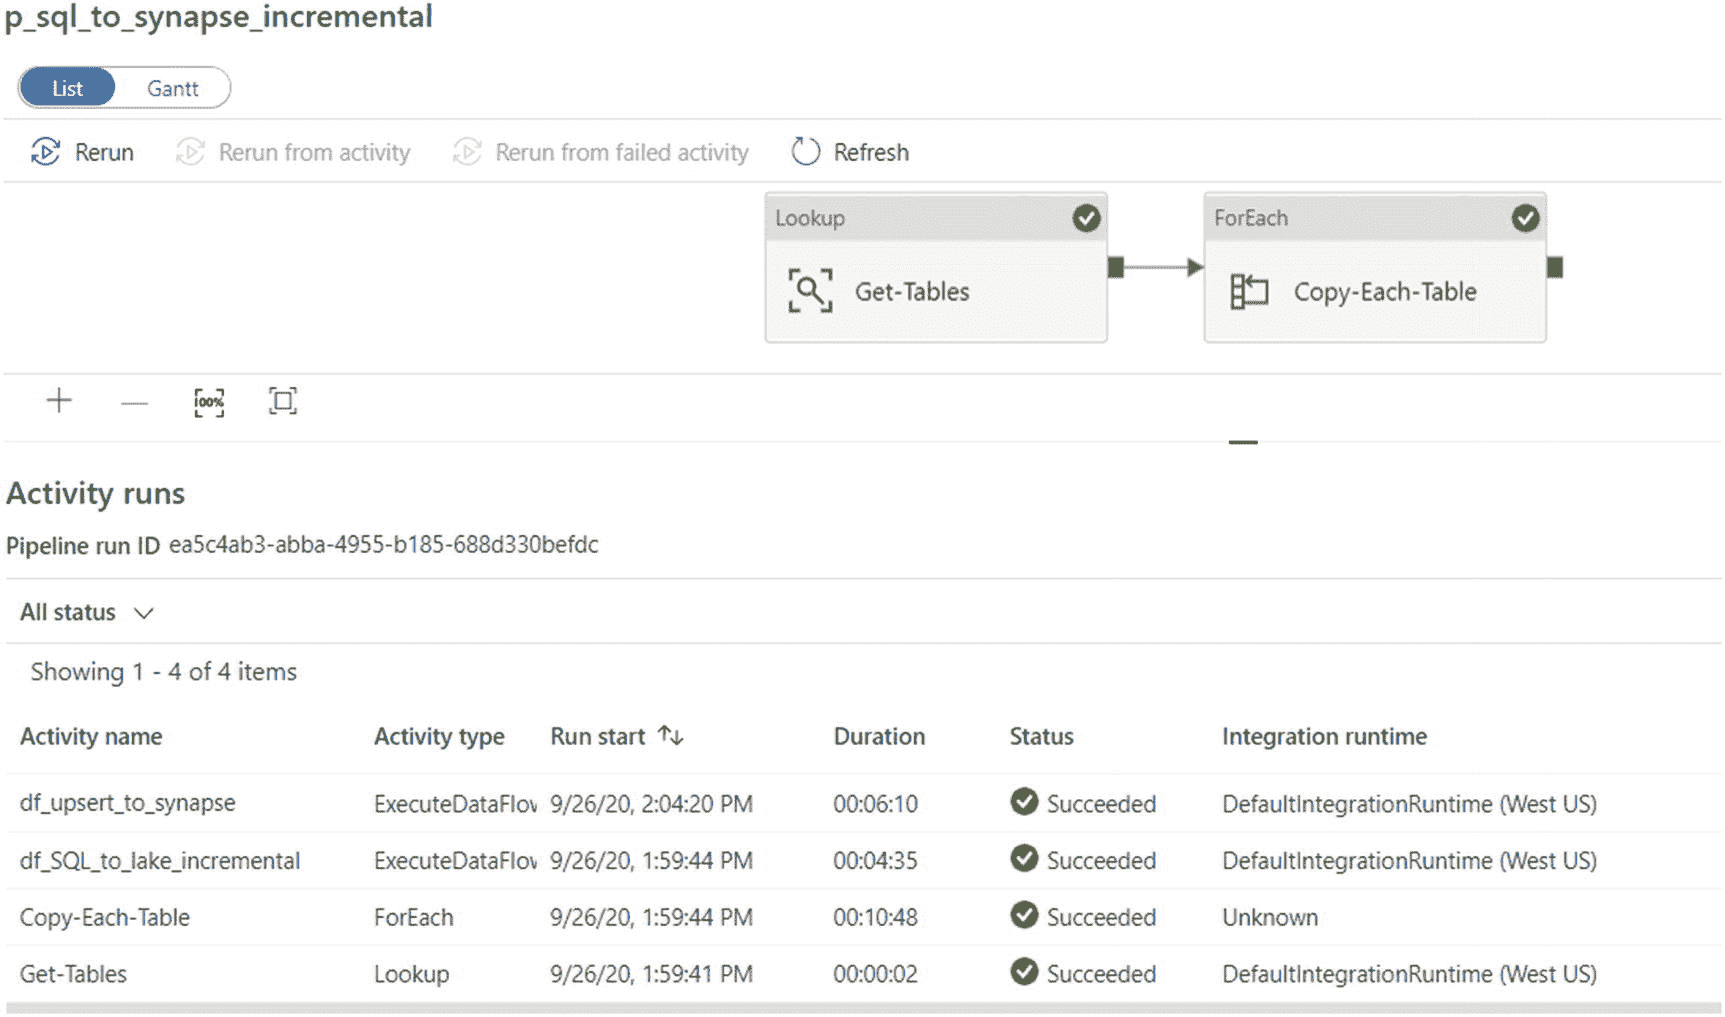 p_sql_to_synapse_incremental
List Gantt
Rerun Rerun from activity Rerun from failed activity Refresh
Lookup ForEach
Get-Tables Copy-Each-Table
100%
Activity runs
Pipeline run ID ea5c4ab3-abba-4955-b185-688d330befdc
All status
Showing 1 - 4 of 4 items
Activity name Activity type Run start ↑↓ Duration Status Integration runtime
df_upsert_to_synapse ExecuteDataFlov 9/26/20, 2:04:20 PM 00:06:10 Succeeded DefaultIntegrationRuntime (West US)
df_SQL_to_lake_incremental ExecuteDataFlov 9/26/20, 1:59:44 PM 00:04:35 Succeeded DefaultIntegrationRuntime (West US)
Copy-Each-Table ForEach 9/26/20, 1:59:44 PM 00:10:48 Succeeded Unknown
Get-Tables Lookup 9/26/20, 1:59:41 PM 00:00:02 Succeeded DefaultIntegrationRuntime (West US)